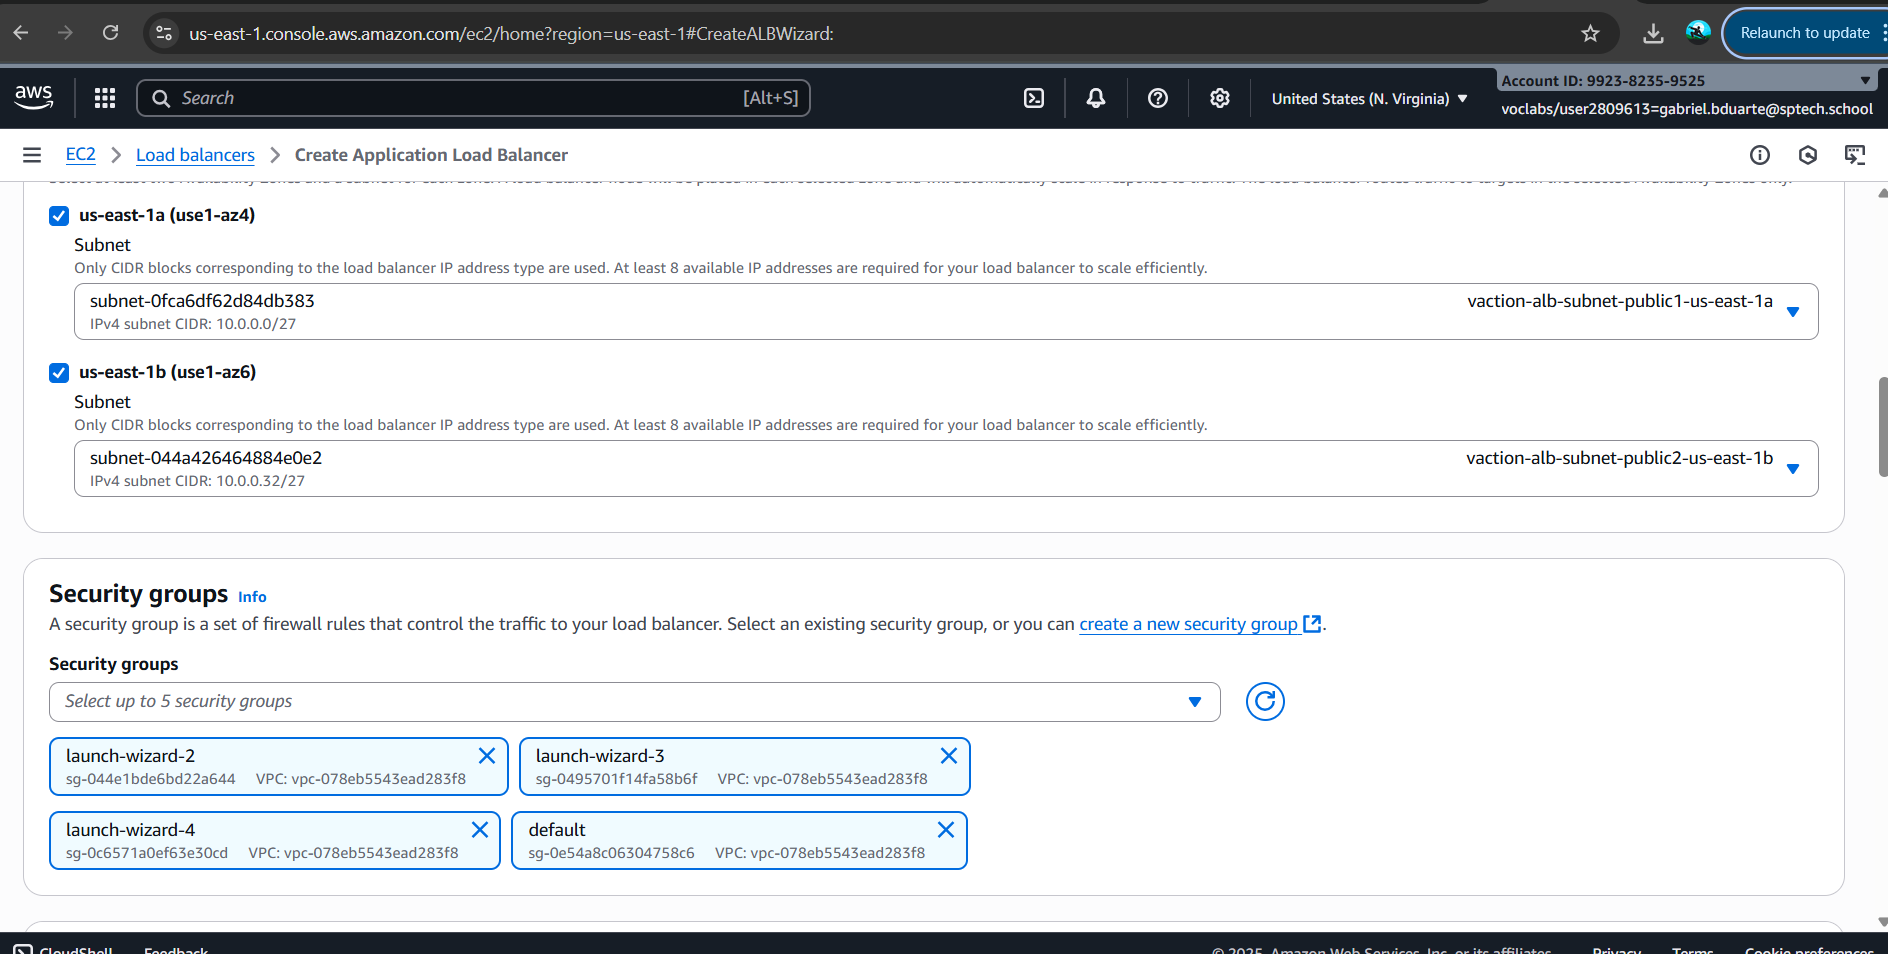 us-east-1.console.aws.amazon.com/ec2/home?region=us-east-1#CreateALBWizard:
Relaunch to update
aws
Search
[Alt+S]
United States (N. Virginia)
Account ID: 9923-8235-9525
voclabs/user2809613=gabriel.bduarte@sptech.school
EC2
Load balancers
Create Application Load Balancer
us-east-1a (use1-az4)
Subnet
Only CIDR blocks corresponding to the load balancer IP address type are used. At least 8 available IP addresses are required for your load balancer to scale efficiently.
subnet-0fca6df62d84db383
vaction-alb-subnet-public1-us-east-1a
IPv4 subnet CIDR: 10.0.0.0/27
us-east-1b (use1-az6)
Subnet
Only CIDR blocks corresponding to the load balancer IP address type are used. At least 8 available IP addresses are required for your load balancer to scale efficiently.
subnet-044a426464884e0e2
vaction-alb-subnet-public2-us-east-1b
IPv4 subnet CIDR: 10.0.0.32/27
Security groups Info
A security group is a set of firewall rules that control the traffic to your load balancer. Select an existing security group, or you can create a new security group.
Security groups
Select up to 5 security groups
launch-wizard-2
sg-044e1bde6bd22a644 VPC: vpc-078eb5543ead283f8
launch-wizard-3
sg-0495701f14fa58b6f VPC: vpc-078eb5543ead283f8
launch-wizard-4
sg-0c6571a0ef63e30cd VPC: vpc-078eb5543ead283f8
default
sg-0e54a8c06304758c6 VPC: vpc-078eb5543ead283f8
CloudShell
Feedback
© 2025, Amazon Web Services, Inc. or its affiliates.
Privacy
Terms
Cookie preferences